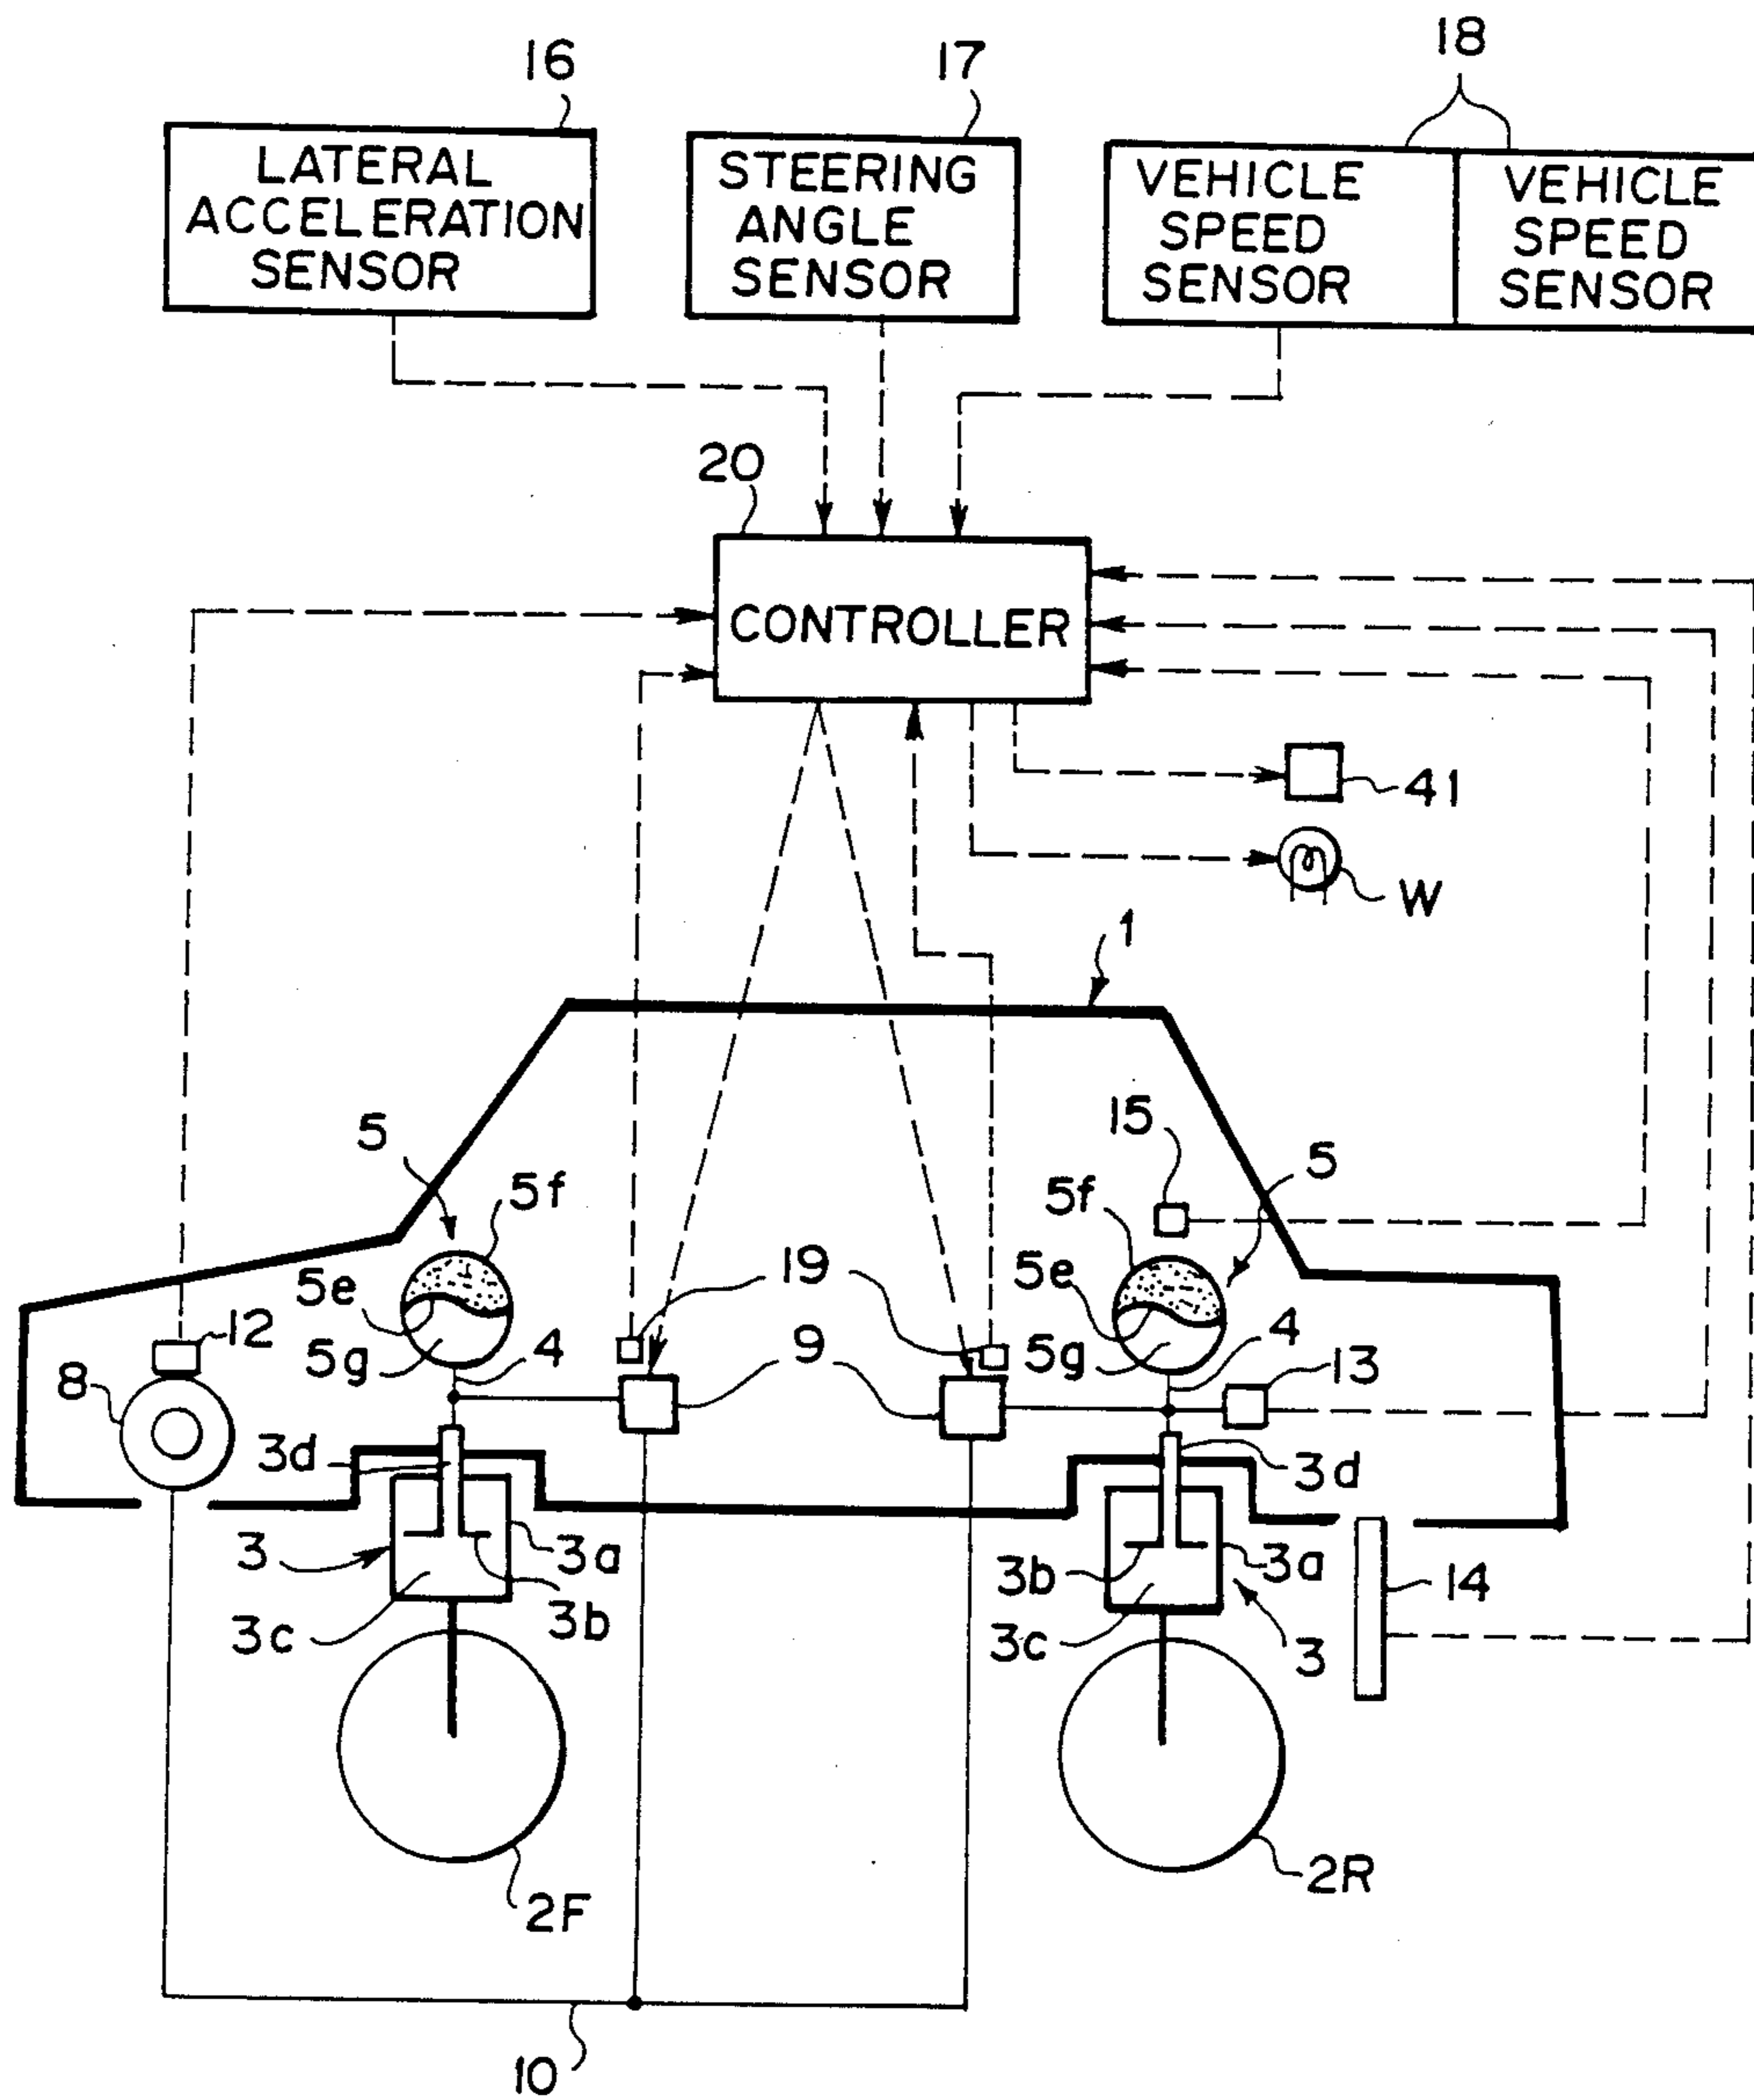 16
17
18
LATERAL
ACCELERATION
SENSOR
STEERING
ANGLE
SENSOR
VEHICLE
SPEED
SENSOR
VEHICLE
SPEED
SENSOR
20
CONTROLLER
41
W
1
5
5f
15
5
5f
5e
19
5e
12
5g
4
9
5g
4
13
8
3d
3d
3
3a
3b
3a
14
3c
3b
3c
3
2F
2R
10